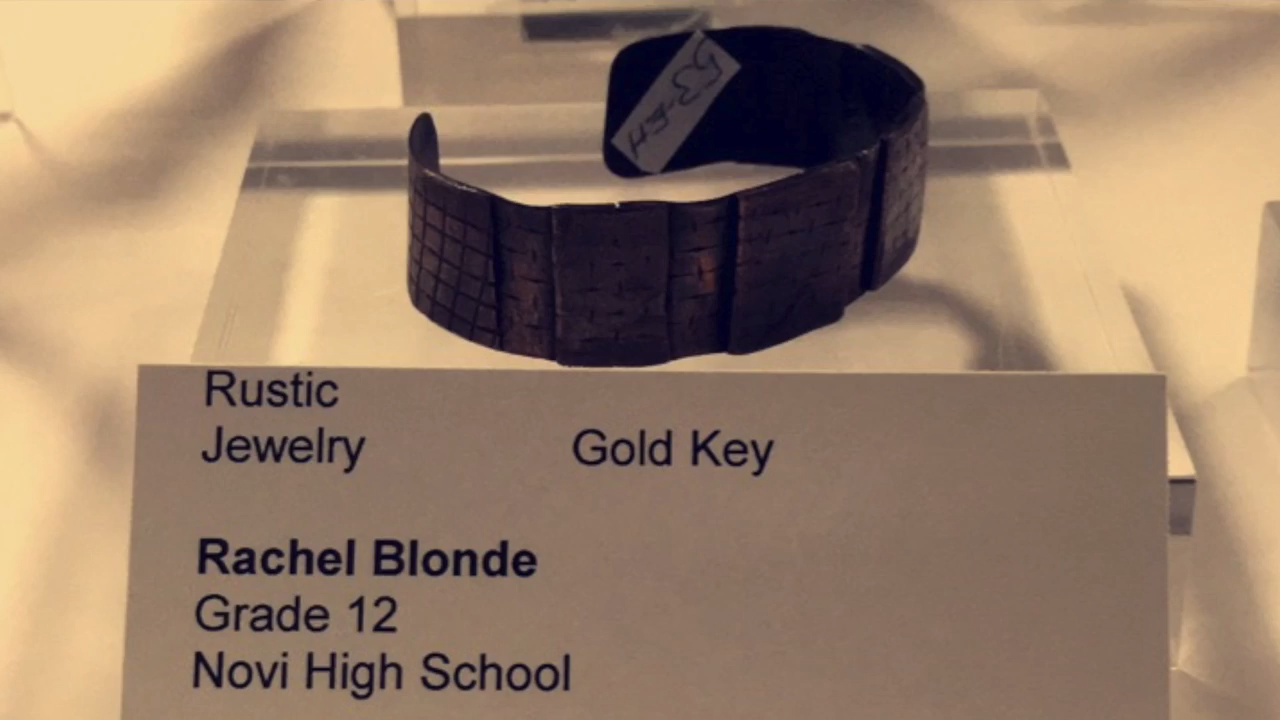 Rustic
Jewelry Gold Key
Rachel Blonde
Grade 12
Novi High School